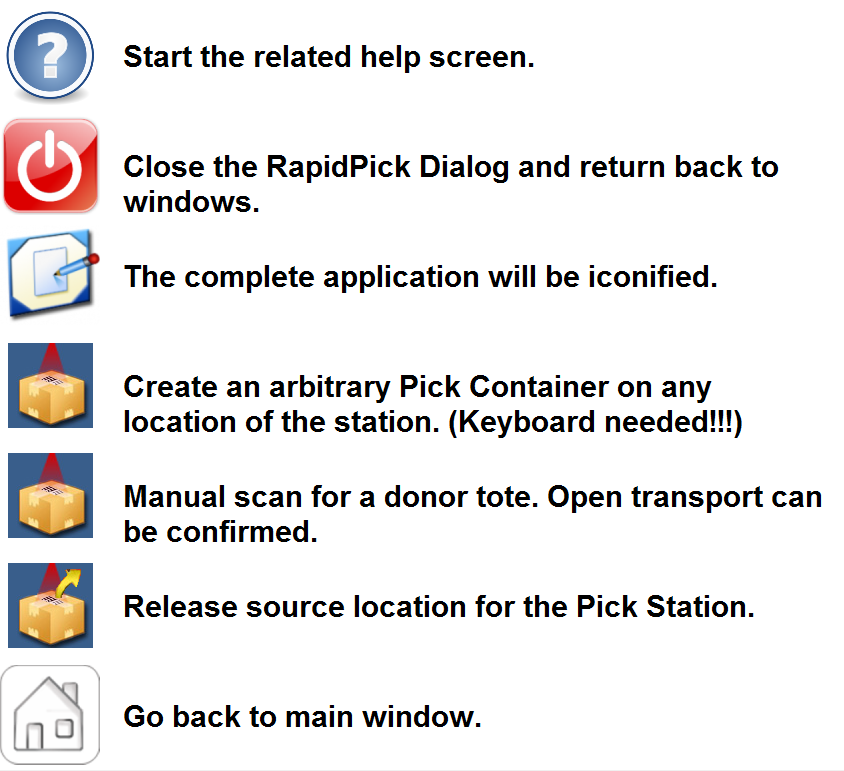 ?
Start the related help screen.
Close the RapidPick Dialog and return back to
windows.
The complete application will be iconified.
Create an arbitrary Pick Container on any
location of the station. (Keyboard needed!!!)
Manual scan for a donor tote. Open transport can
be confirmed.
Release source location for the Pick Station.
Go back to main window.